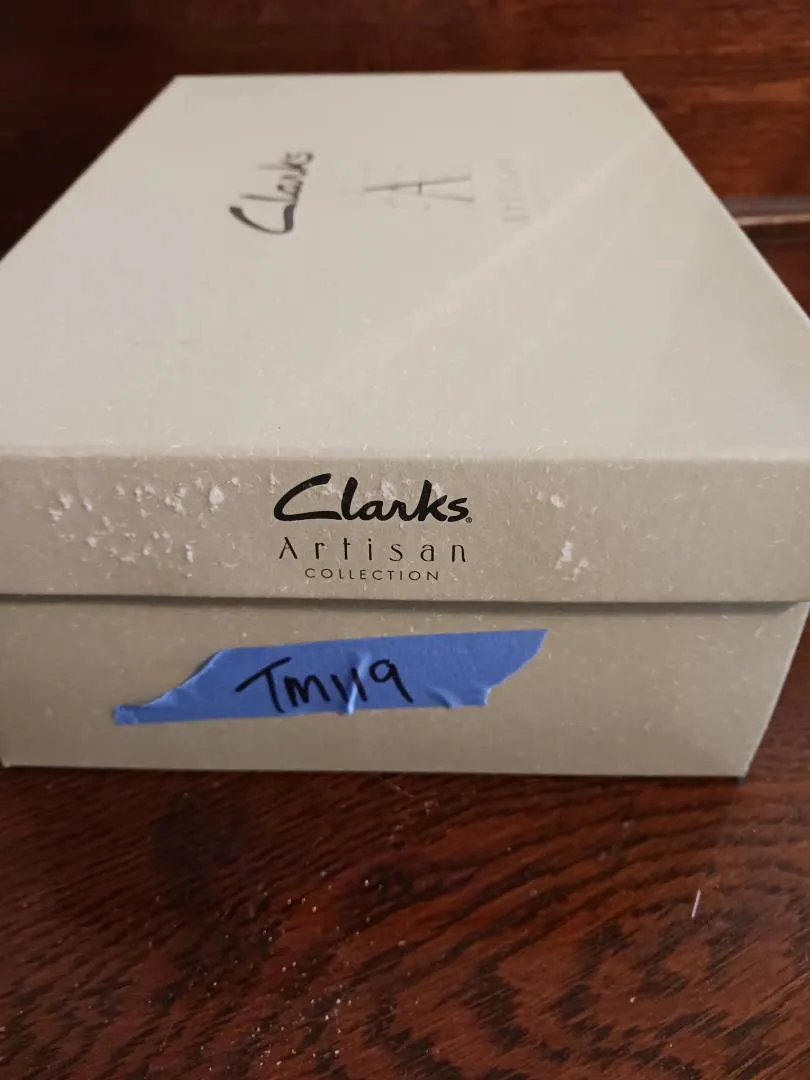 Clarks
A
Clarks
Artisan
COLLECTION
TM119